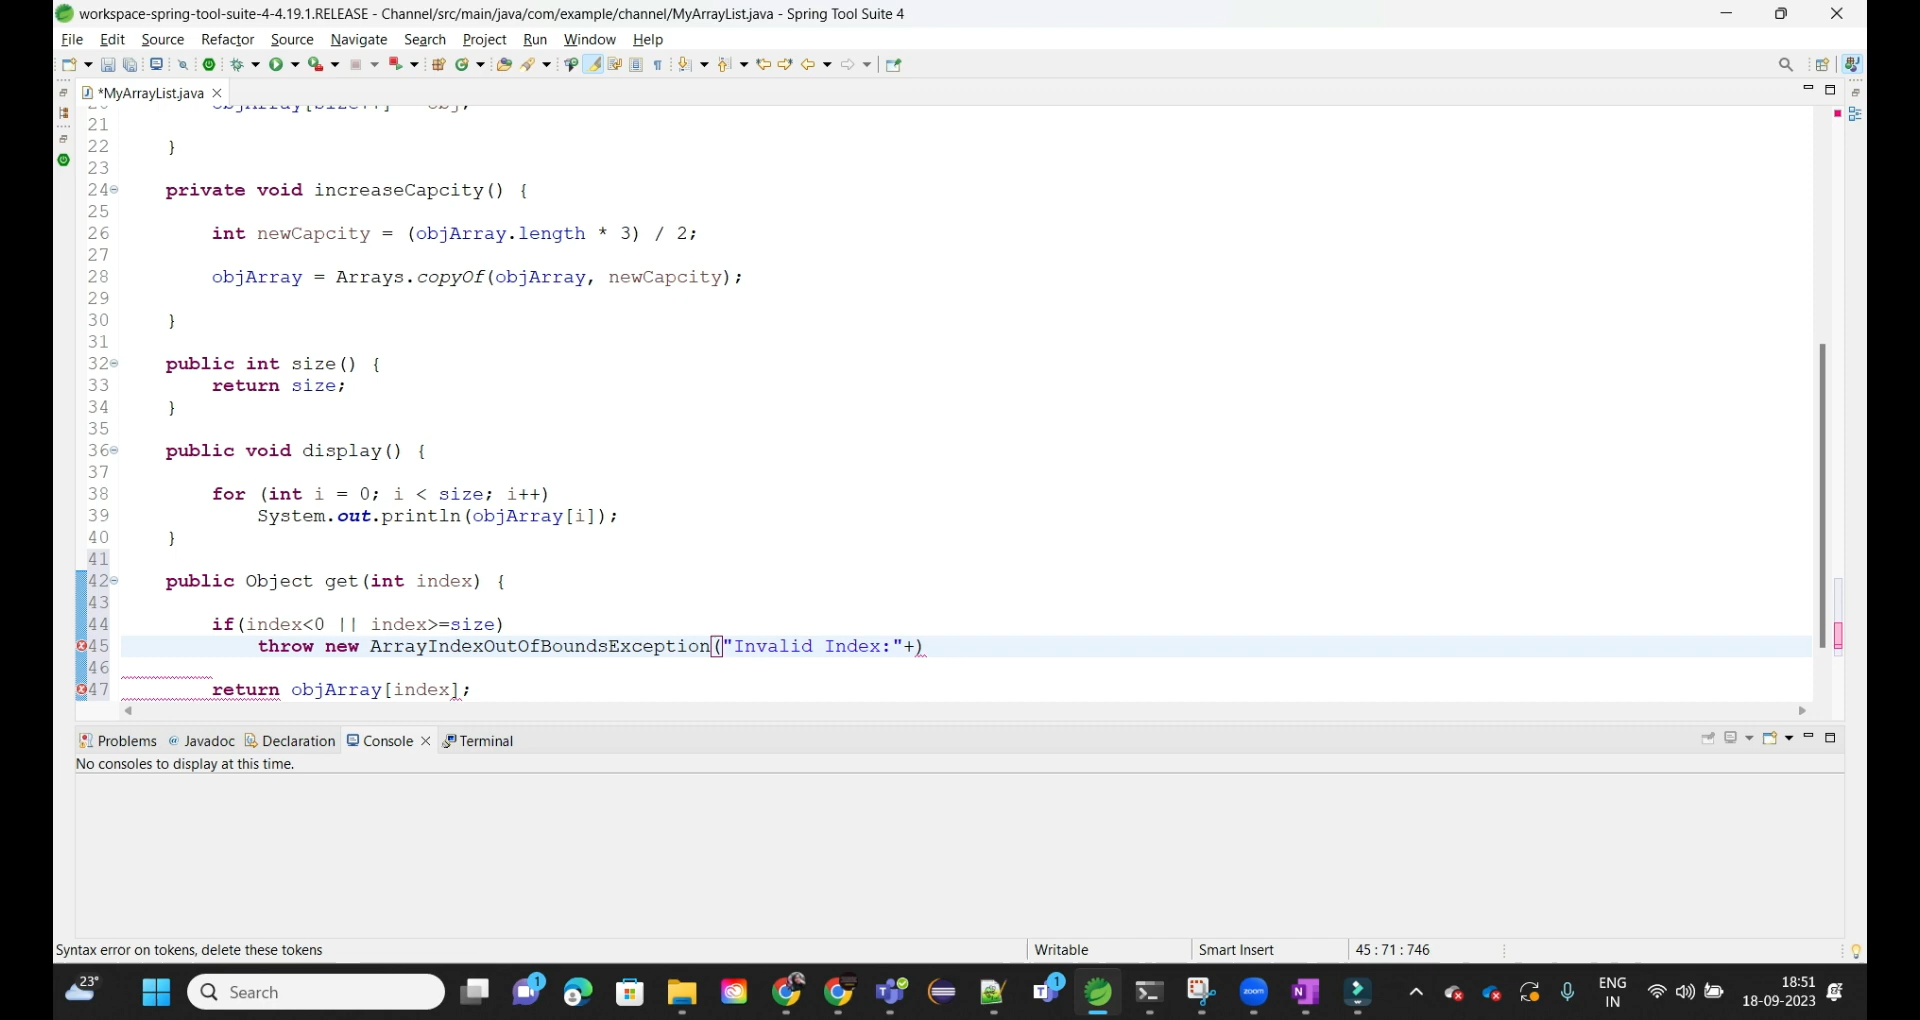 workspace-spring-tool-suite-4-4.19.1.RELEASE - Channel/src/main/java/com/example/channel/MyArrayList.java - Spring Tool Suite 4
File Edit Source Refactor Source Navigate Search Project Run Window Help
*MyArrayList.java
21
22 }
23
24 private void increaseCapcity() {
25
26 int newCapcity = (objArray.length * 3) / 2;
27
28 objArray = Arrays.copyOf(objArray, newCapcity);
29
30 }
31
32 public int size() {
33 return size;
34 }
35
36 public void display() {
37
38 for (int i = 0; i < size; i++)
39 System.out.println(objArray[i]);
40 }
41
42 public Object get(int index) {
43
44 if(index<0 || index>=size)
45 throw new ArrayIndexOutOfBoundsException("Invalid Index:"+)
46
47 return objArray[index];
Problems Javadoc Declaration Console Terminal
No consoles to display at this time.
Syntax error on tokens, delete these tokens Writable Smart Insert 45 : 71 : 746
23° Search 1 1 zoom ENG IN 18:51
18-09-2023